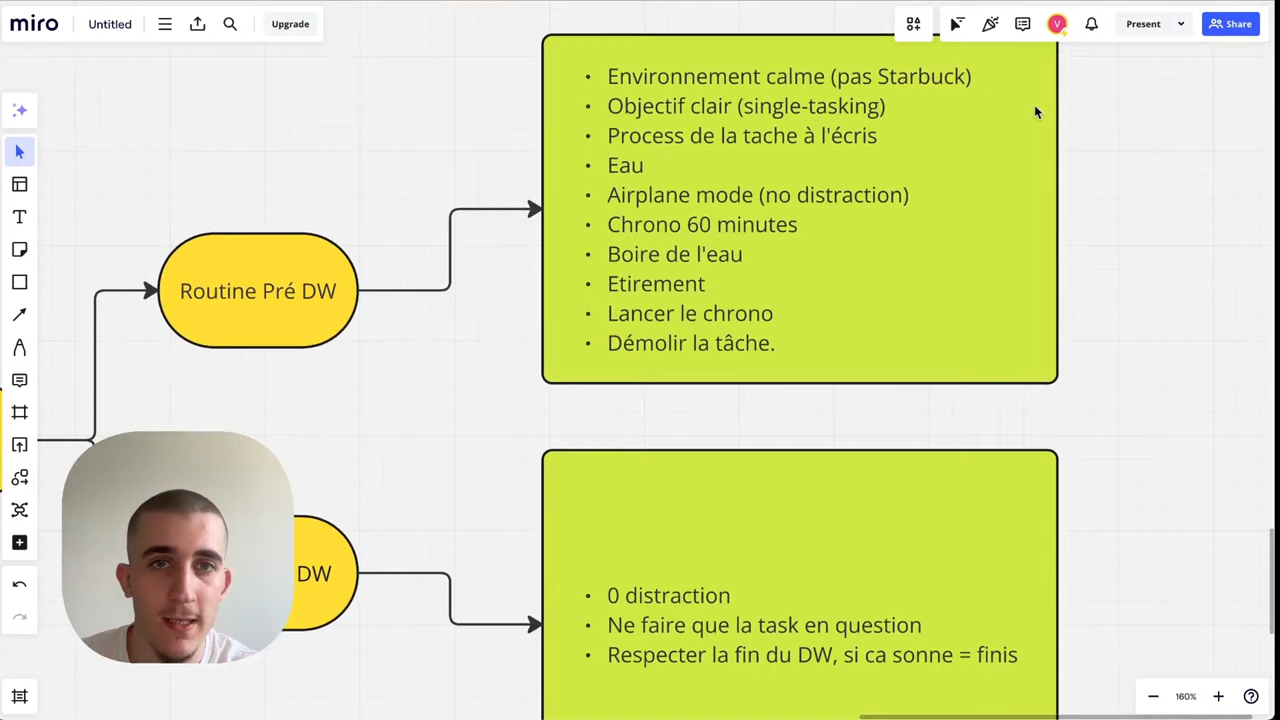 miro
Untitled
Upgrade
V
Present
Share
Environnement calme (pas Starbuck)
Objectif clair (single-tasking)
Process de la tache à l'écris
Eau
Airplane mode (no distraction)
Chrono 60 minutes
Boire de l'eau
Etirement
Lancer le chrono
Démolir la tâche.
Routine Pré DW
DW
0 distraction
Ne faire que la task en question
Respecter la fin du DW, si ca sonne = finis
160%